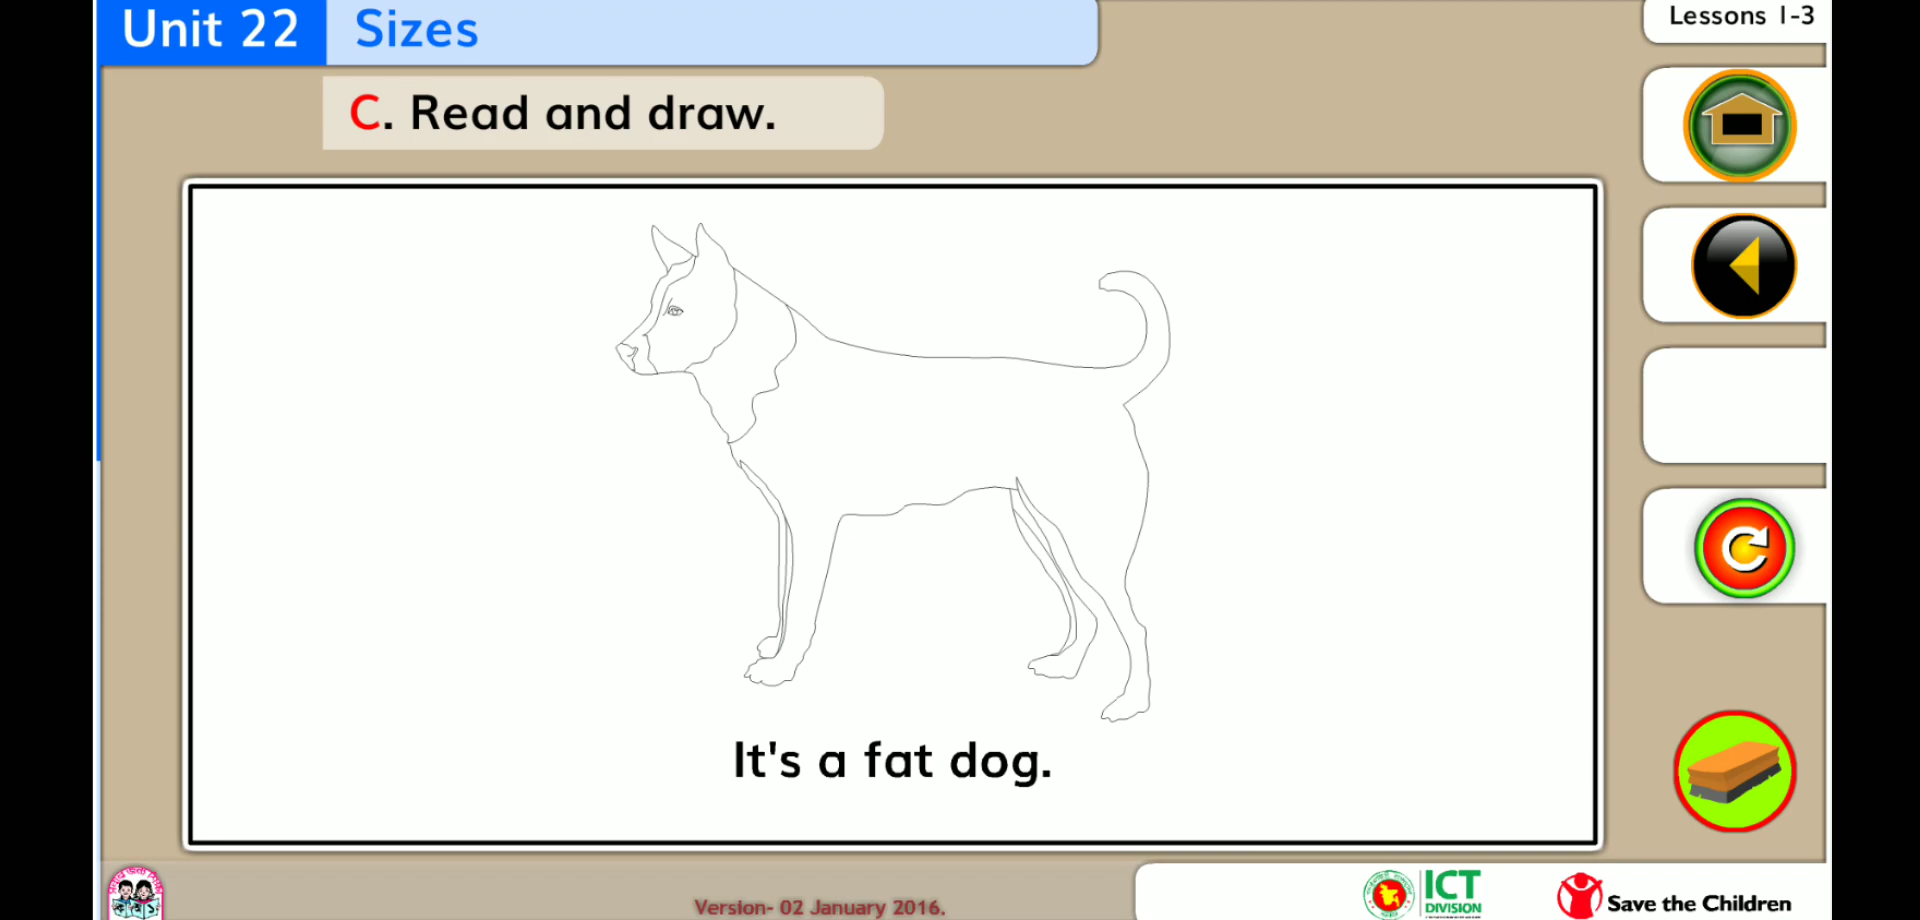 Unit 22 Sizes
Lessons 1-3
C. Read and draw.
It's a fat dog.
Version- 02 January 2016.
ICT
DIVISION
Save the Children